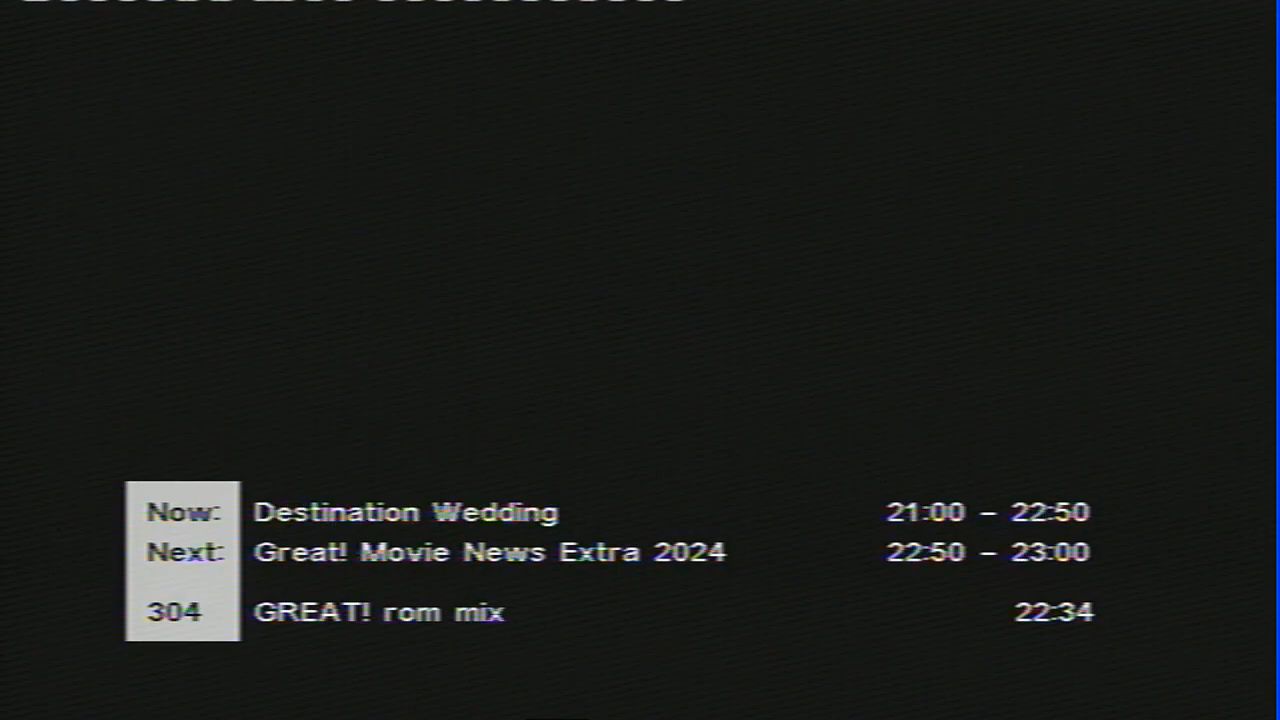 Now: Destination Wedding 21:00 - 22:50
Next: Great! Movie News Extra 2024 22:50 - 23:00
304 GREAT! rom mix 22:34